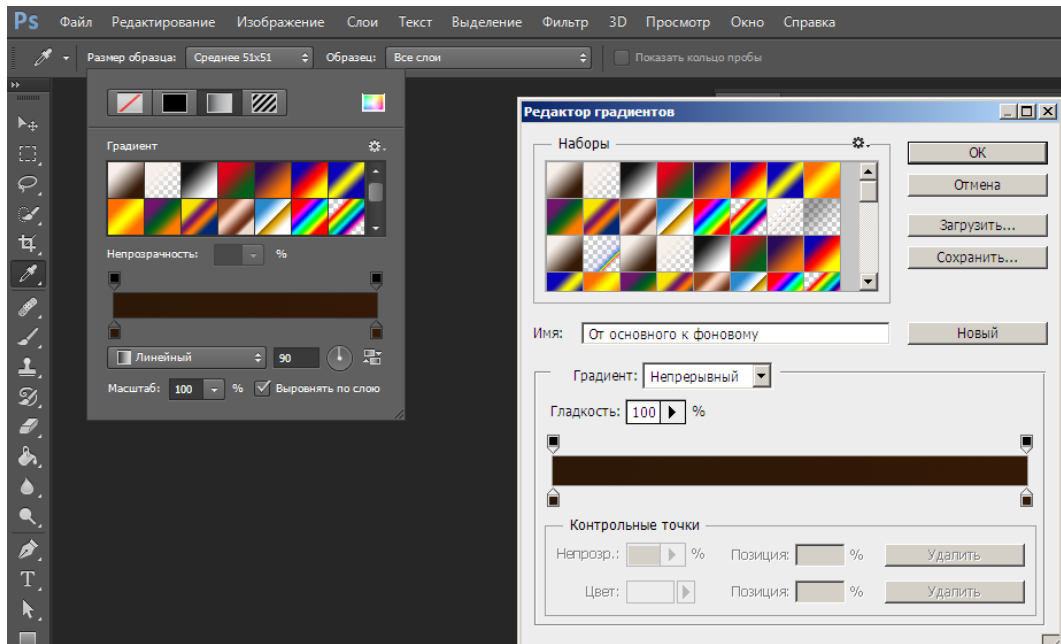 Ps Файл Редактирование Изображение Слои Текст Выделение Фильтр 3D Просмотр Окно Справка
Размер образца: Среднее 51x51 Образец: Все слои Показать кольцо пробы
Градиент
Непрозрачность: %
Линейный 90
Масштаб: 100 % Выровнять по слою
T
Редактор градиентов
Наборы
ОК
Отмена
Загрузить...
Сохранить...
Имя: От основного к фоновому Новый
Градиент: Непрерывный
Гладкость: 100 %
Контрольные точки
Непрозр.: % Позиция: % Удалить
Цвет: Позиция: % Удалить